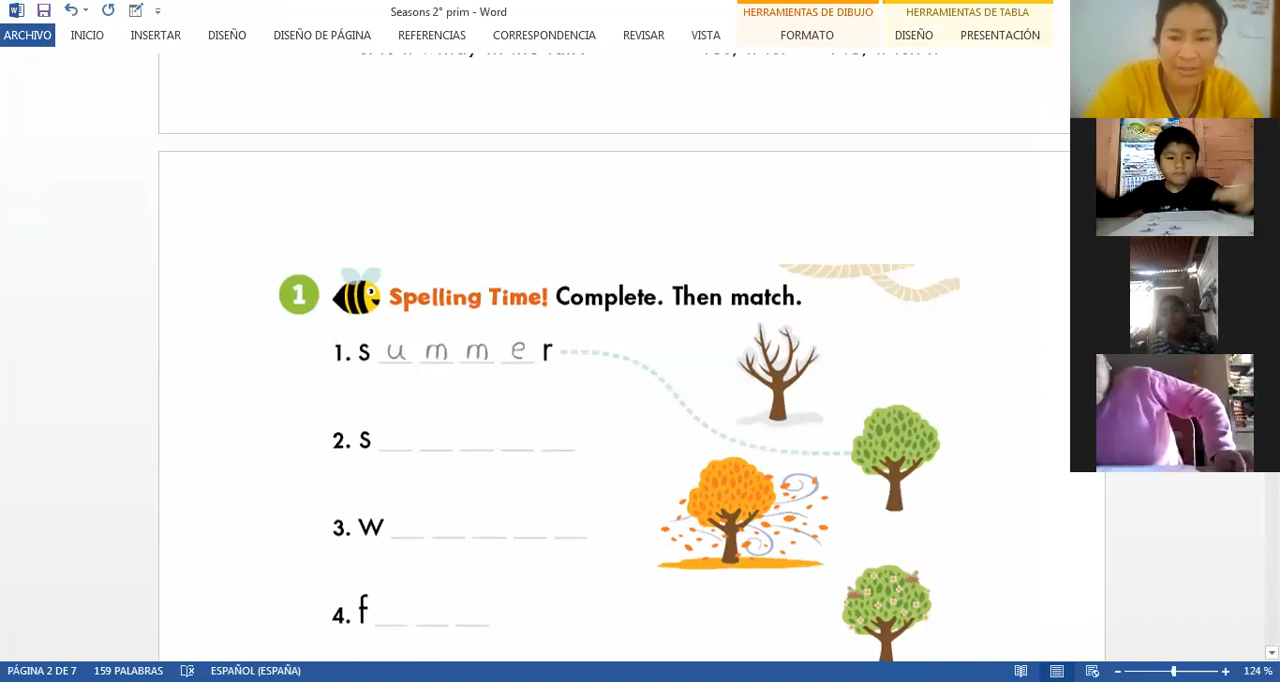 Seasons 2° prim - Word
HERRAMIENTAS DE DIBUJO
HERRAMIENTAS DE TABLA
ARCHIVO INICIO INSERTAR DISEÑO DISEÑO DE PÁGINA REFERENCIAS CORRESPONDENCIA REVISAR VISTA FORMATO DISEÑO PRESENTACIÓN
1 Spelling Time! Complete. Then match.
1. S u m m e r
2. S _ _ _ _ _
3. W _ _ _ _ _
4. f _ _ _
PÁGINA 2 DE 7 159 PALABRAS ESPAÑOL (ESPAÑA) 124 %